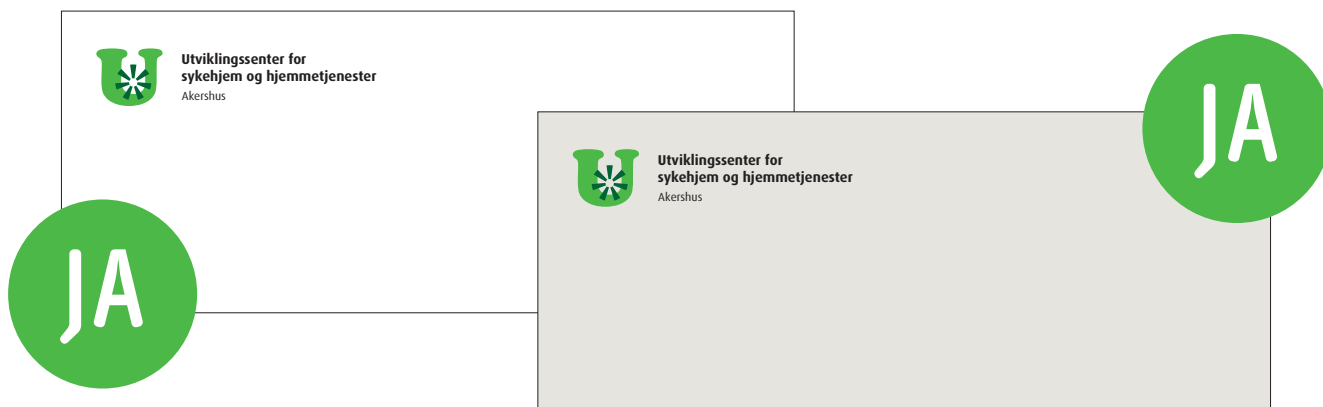 Utviklingssenter for
sykehjem og hjemmetjenester
Akershus
JA
Utviklingssenter for
sykehjem og hjemmetjenester
Akershus
JA